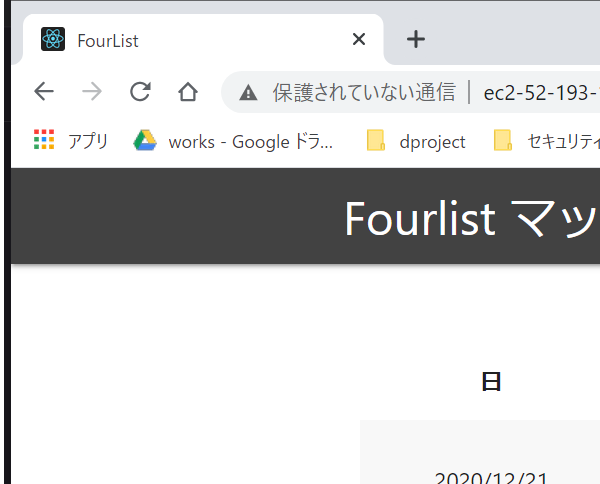 FourList
保護されていない通信 ec2-52-193-
アプリ works - Google ドラ... dproject セキュリティ
Fourlist マッ
日
2020/12/21